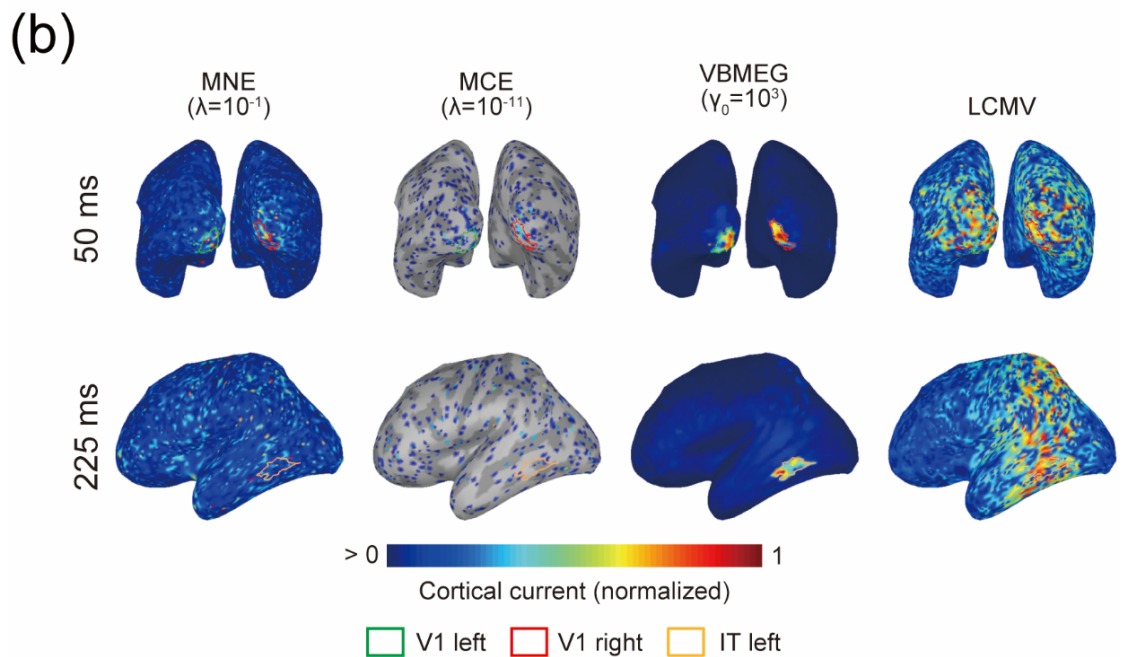 (b)
MNE
(λ=10⁻¹)
MCE
(λ=10⁻¹¹)
VBMEG
(γ₀=10³)
LCMV
50 ms
225 ms
> 0
1
Cortical current (normalized)
V1 left
V1 right
IT left